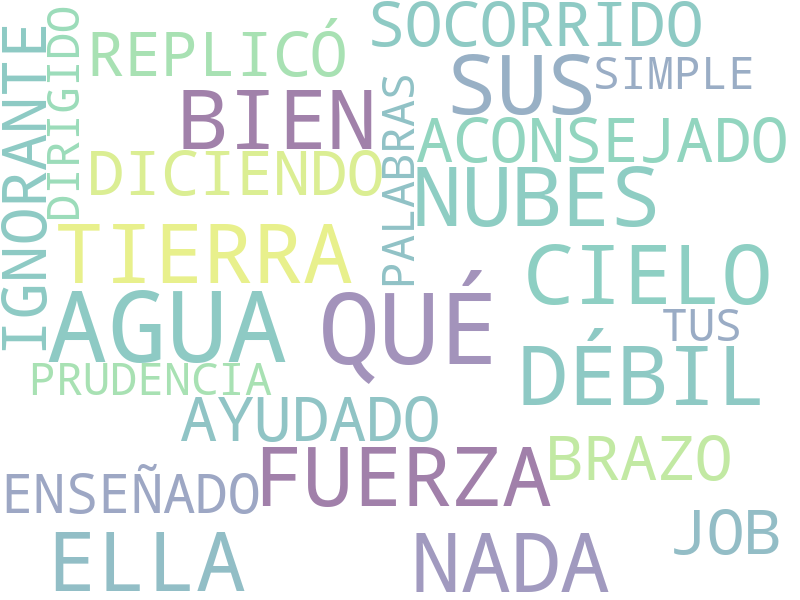 SOCORRIDO
IGNORANTE
DIRIGIDO
REPLICÓ
SUS
SIMPLE
BIEN
PALABRAS
ACONSEJADO
DICIENDO
NUBES
TIERRA
CIELO
AGUA
QUÉ
TUS
DÉBIL
PRUDENCIA
AYUDADO
BRAZO
FUERZA
ENSEÑADO
JOB
ELLA
NADA